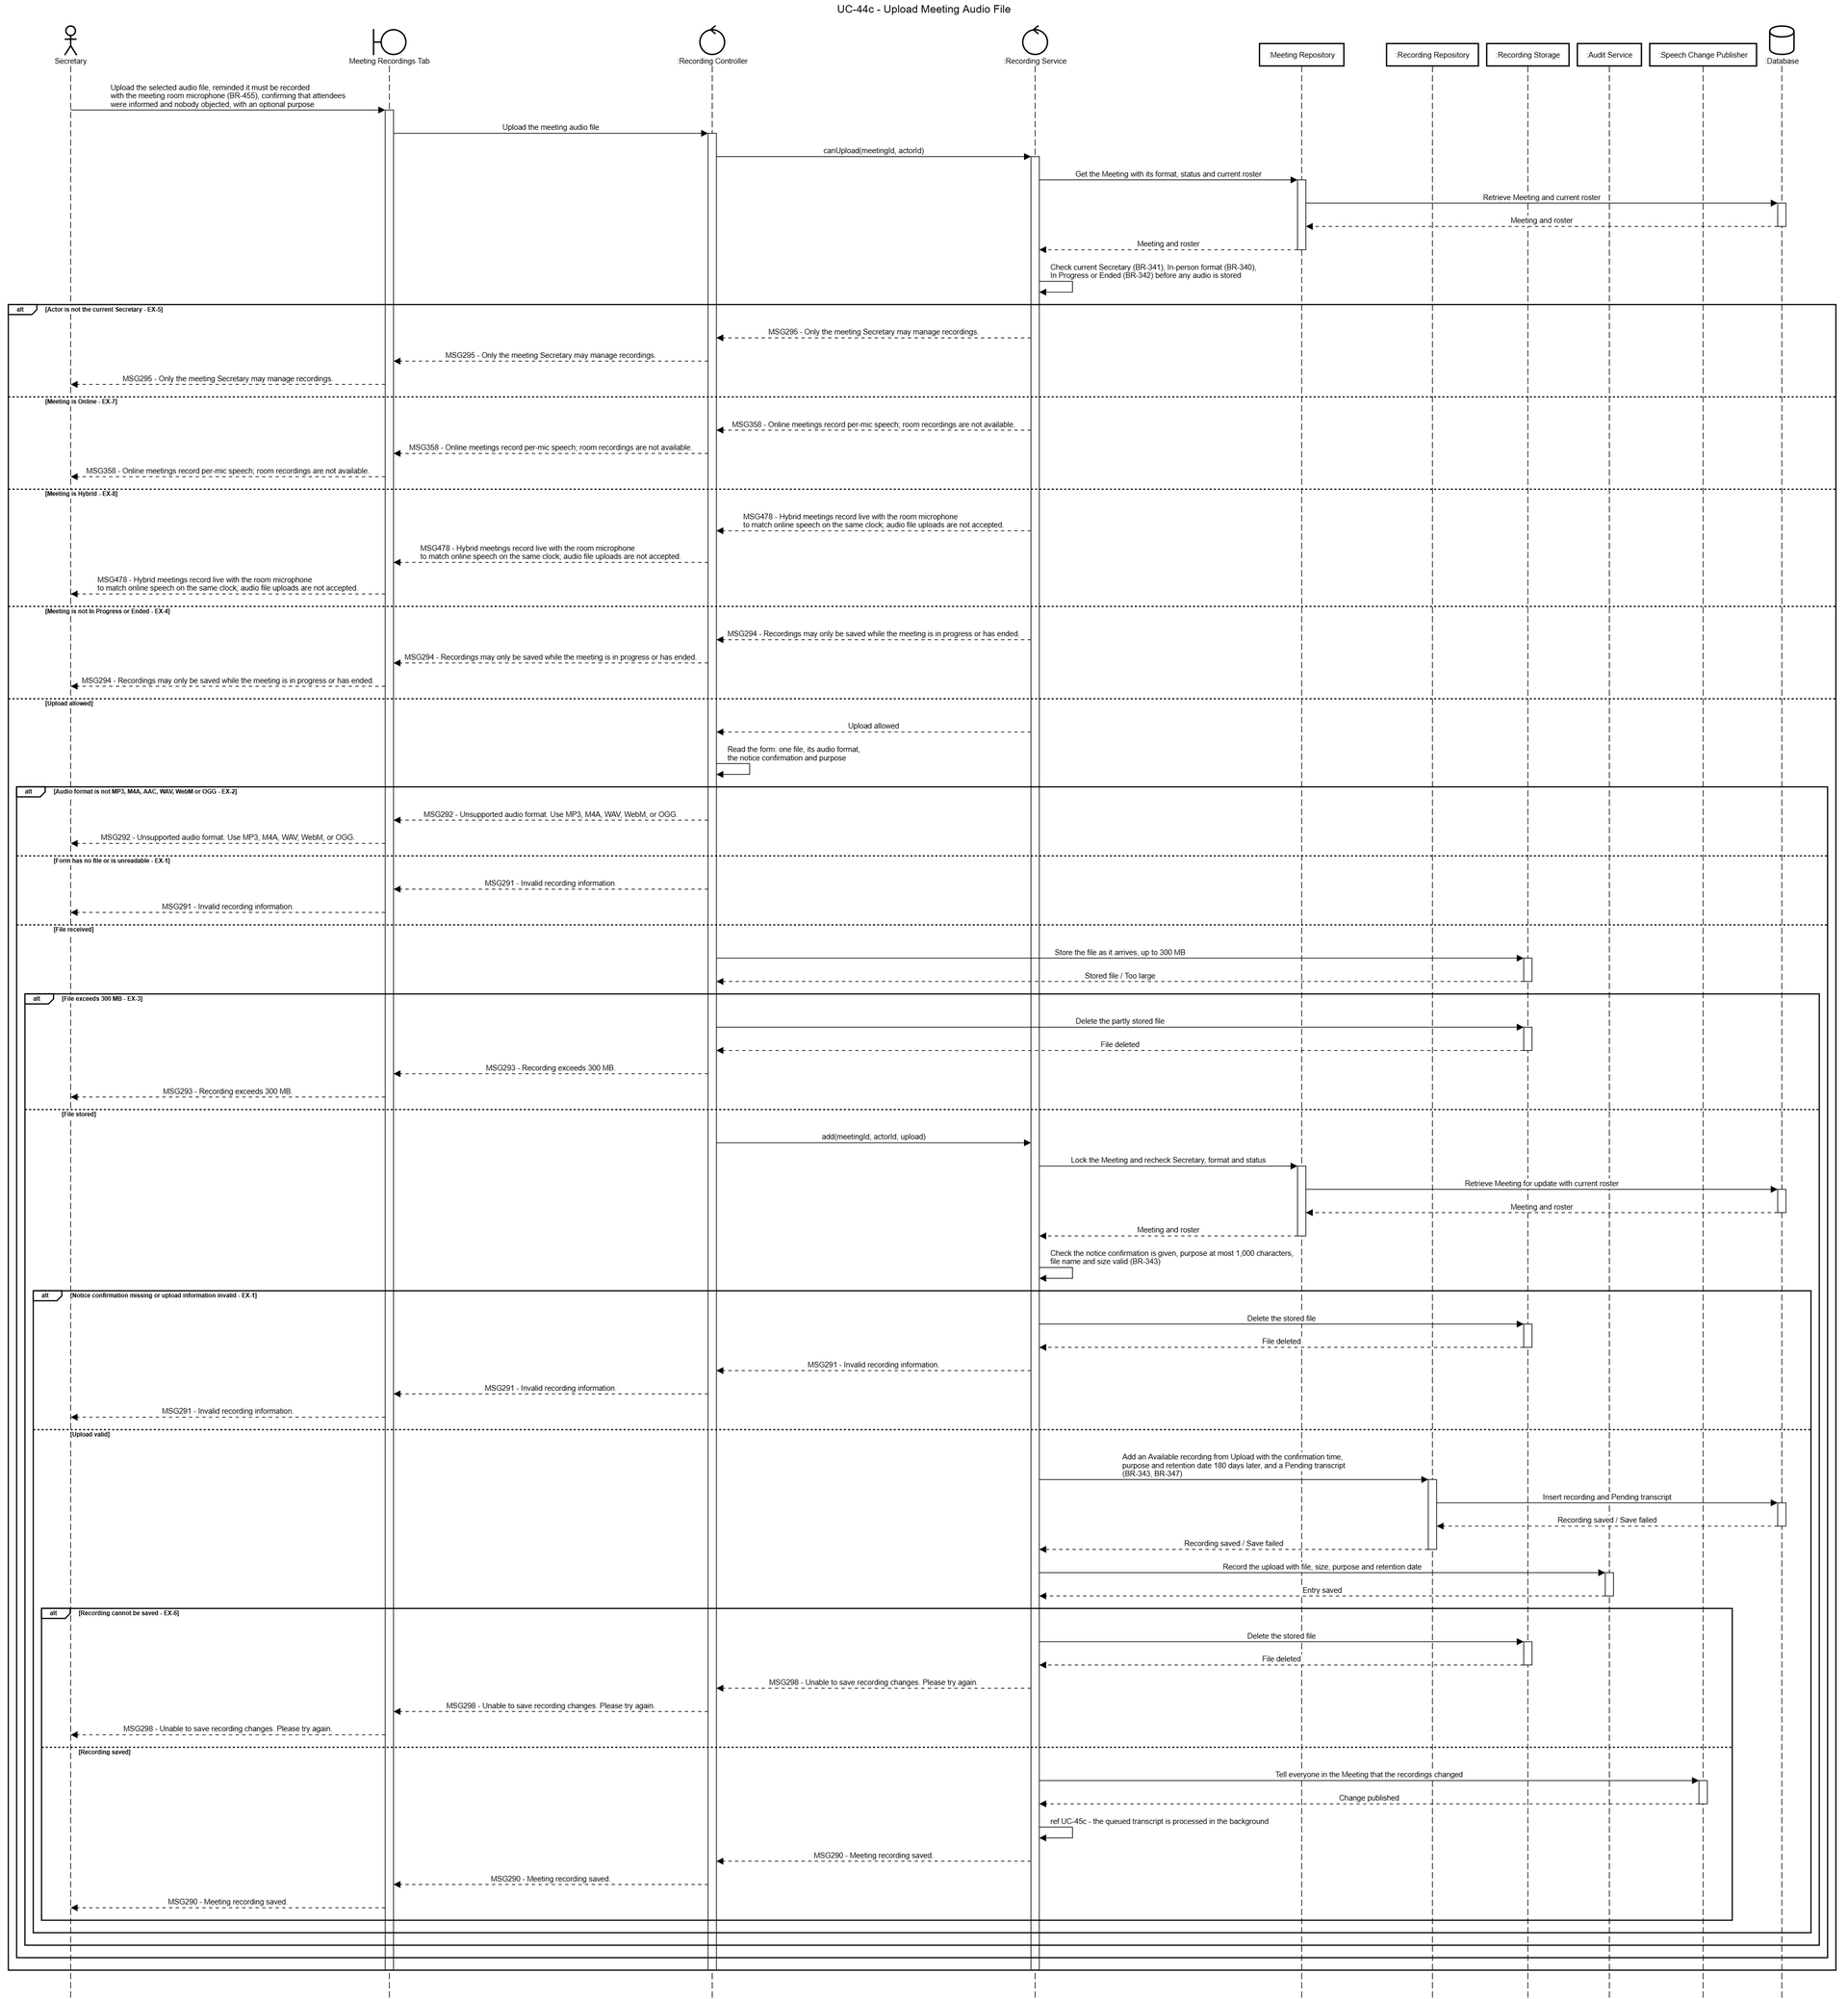 UC-44c - Upload Meeting Audio File
Secretary
Meeting Recordings Tab
:Recording Controller
:Recording Service
:Meeting Repository
:Recording Repository
:Recording Storage
:Audit Service
:Speech Change Publisher
:Database
Upload the selected audio file, reminded it must be recorded
with the meeting room microphone (BR-455), confirming that attendees
were informed and nobody objected, with an optional purpose
Upload the meeting audio file
canUpload(meetingId, actorId)
Get the Meeting with its format, status and current roster
Retrieve Meeting and current roster
Meeting and roster
Meeting and roster
Check current Secretary (BR-341), In-person format (BR-340),
In Progress or Ended (BR-342) before any audio is stored
alt [Actor is not the current Secretary - EX-5]
MSG295 - Only the meeting Secretary may manage recordings.
MSG295 - Only the meeting Secretary may manage recordings.
MSG295 - Only the meeting Secretary may manage recordings.
[Meeting is Online - EX-7]
MSG358 - Online meetings record per-mic speech; room recordings are not available.
MSG358 - Online meetings record per-mic speech; room recordings are not available.
MSG358 - Online meetings record per-mic speech; room recordings are not available.
[Meeting is Hybrid - EX-8]
MSG478 - Hybrid meetings record live with the room microphone
to match online speech on the same clock; audio file uploads are not accepted.
MSG478 - Hybrid meetings record live with the room microphone
to match online speech on the same clock; audio file uploads are not accepted.
MSG478 - Hybrid meetings record live with the room microphone
to match online speech on the same clock; audio file uploads are not accepted.
[Meeting is not In Progress or Ended - EX-4]
MSG294 - Recordings may only be saved while the meeting is in progress or has ended.
MSG294 - Recordings may only be saved while the meeting is in progress or has ended.
MSG294 - Recordings may only be saved while the meeting is in progress or has ended.
[Upload allowed]
Upload allowed
Read the form: one file, its audio format,
the notice confirmation and purpose
alt [Audio format is not MP3, M4A, AAC, WAV, WebM or OGG - EX-2]
MSG292 - Unsupported audio format. Use MP3, M4A, WAV, WebM, or OGG.
MSG292 - Unsupported audio format. Use MP3, M4A, WAV, WebM, or OGG.
[Form has no file or is unreadable - EX-1]
MSG291 - Invalid recording information.
MSG291 - Invalid recording information.
[File received]
Store the file as it arrives, up to 300 MB
Stored file / Too large
alt [File exceeds 300 MB - EX-3]
Delete the partly stored file
File deleted
MSG293 - Recording exceeds 300 MB.
MSG293 - Recording exceeds 300 MB.
[File stored]
add(meetingId, actorId, upload)
Lock the Meeting and recheck Secretary, format and status
Retrieve Meeting for update with current roster
Meeting and roster
Meeting and roster
Check the notice confirmation is given, purpose at most 1,000 characters,
file name and size valid (BR-343)
alt [Notice confirmation missing or upload information invalid - EX-1]
Delete the stored file
File deleted
MSG291 - Invalid recording information.
MSG291 - Invalid recording information.
MSG291 - Invalid recording information.
[Upload valid]
Add an Available recording from Upload with the confirmation time,
purpose and retention date 180 days later, and a Pending transcript
(BR-343, BR-347)
Insert recording and Pending transcript
Recording saved / Save failed
Recording saved / Save failed
Record the upload with file, size, purpose and retention date
Entry saved
alt [Recording cannot be saved - EX-6]
Delete the stored file
File deleted
MSG298 - Unable to save recording changes. Please try again.
MSG298 - Unable to save recording changes. Please try again.
MSG298 - Unable to save recording changes. Please try again.
[Recording saved]
Tell everyone in the Meeting that the recordings changed
Change published
ref UC-45c - the queued transcript is processed in the background
MSG290 - Meeting recording saved.
MSG290 - Meeting recording saved.
MSG290 - Meeting recording saved.